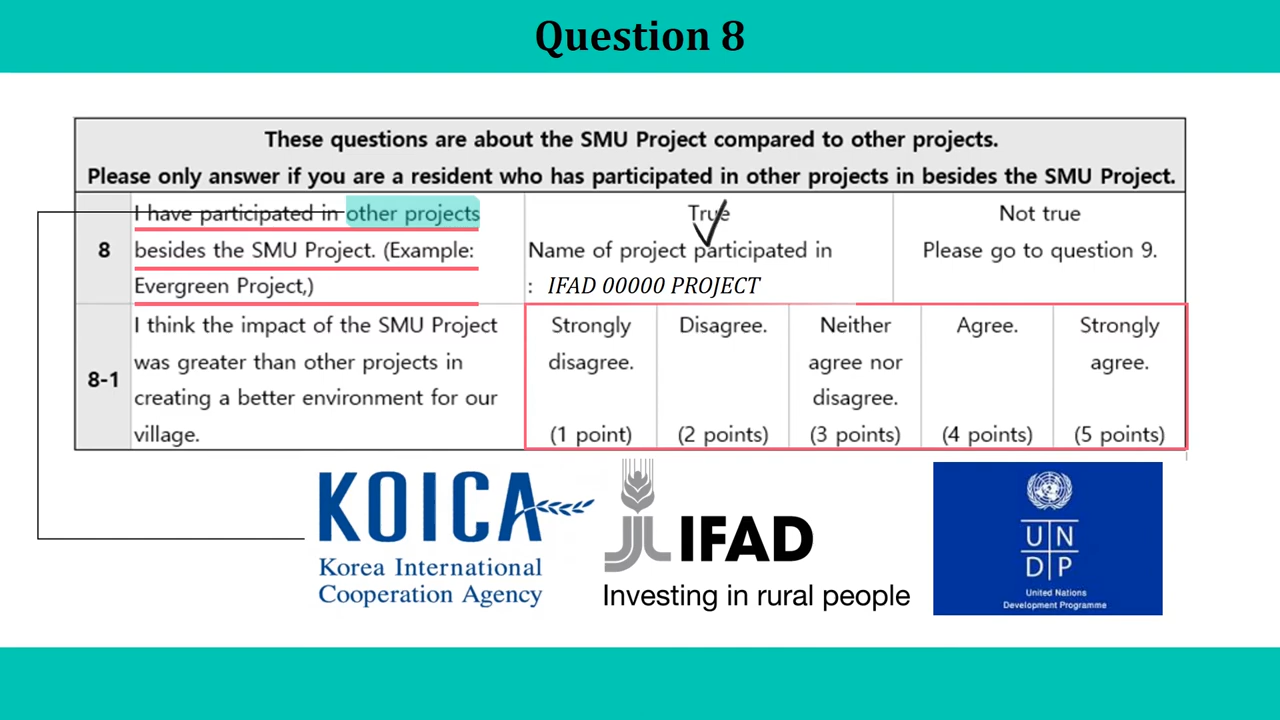 Question 8
These questions are about the SMU Project compared to other projects.
Please only answer if you are a resident who has participated in other projects in besides the SMU Project.
8
I have participated in other projects
besides the SMU Project. (Example:
Evergreen Project,)
True
Name of project participated in
: IFAD 00000 PROJECT
Not true
Please go to question 9.
8-1
I think the impact of the SMU Project
was greater than other projects in
creating a better environment for our
village.
Strongly
disagree.
(1 point)
Disagree.
(2 points)
Neither
agree nor
disagree.
(3 points)
Agree.
(4 points)
Strongly
agree.
(5 points)
KOICA
Korea International
Cooperation Agency
IFAD
Investing in rural people
UN
DP
United Nations
Development Programme